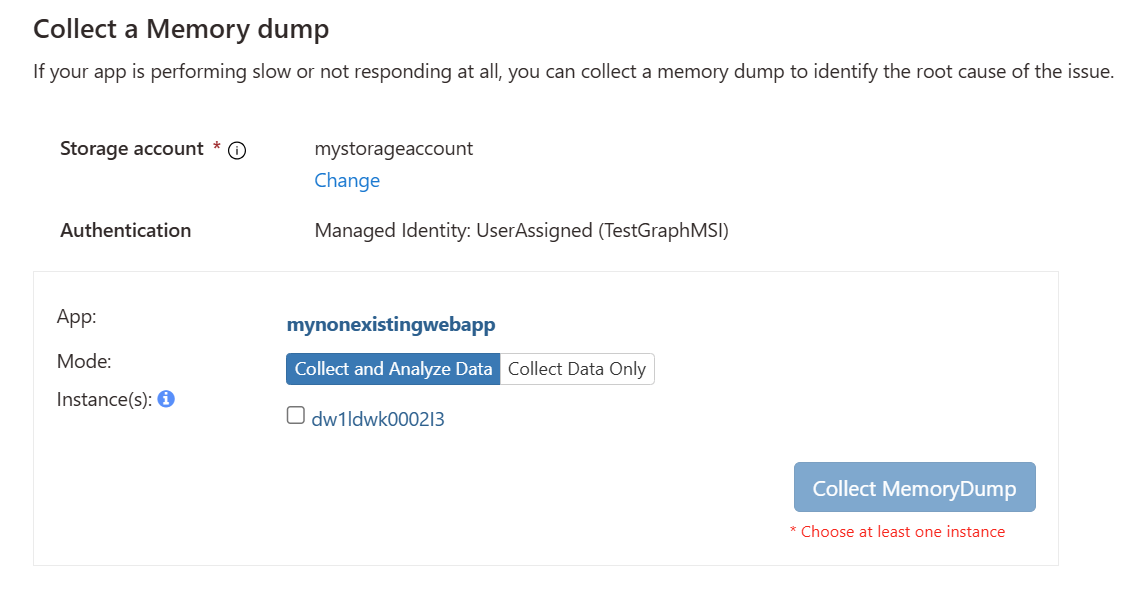 Collect a Memory dump
If your app is performing slow or not responding at all, you can collect a memory dump to identify the root cause of the issue.
Storage account * i
mystorageaccount
Change
Authentication
Managed Identity: UserAssigned (TestGraphMSI)
App:
mynonexistingwebapp
Mode:
Collect and Analyze Data
Collect Data Only
Instance(s): i
dw1ldwk0002I3
Collect MemoryDump
* Choose at least one instance